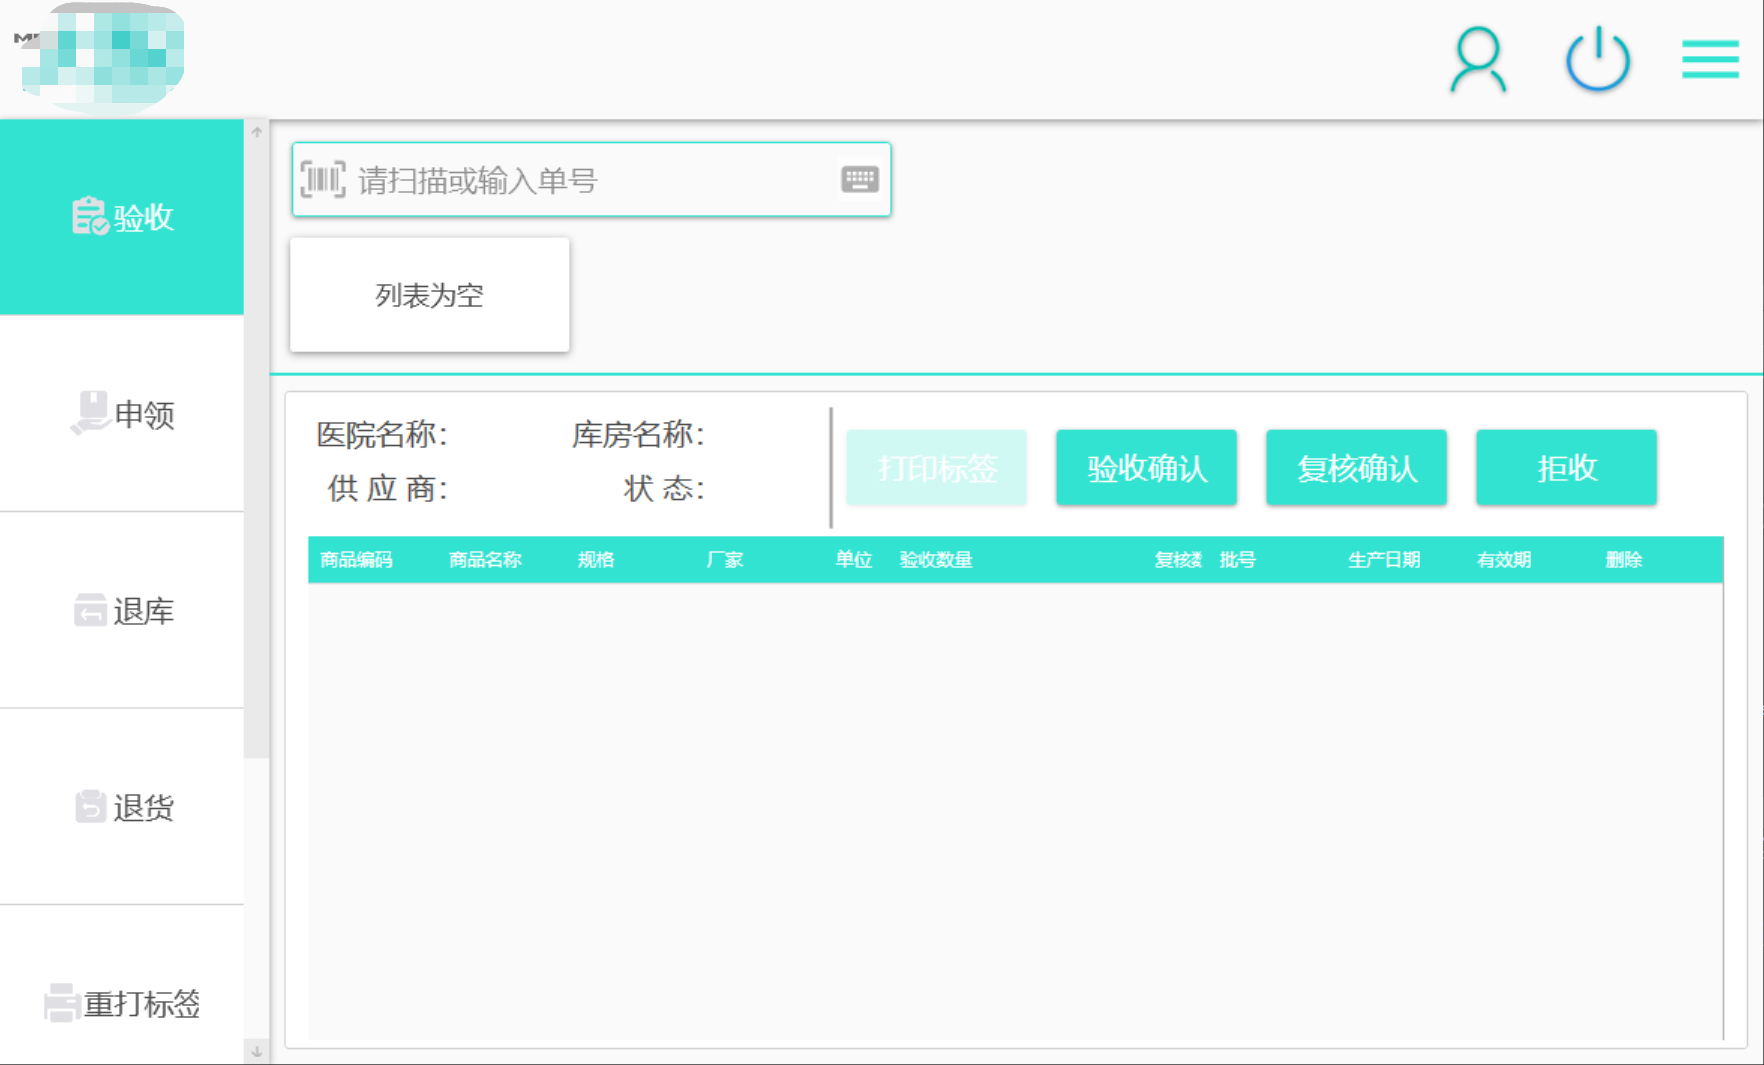 验收
申领
退库
退货
重打标签
请扫描或输入单号
列表为空
医院名称： 库房名称：
供 应 商： 状 态：
打印标签 验收确认 复核确认 拒收
商品编码 商品名称 规格 厂家 单位 验收数量 复核 批号 生产日期 有效期 删除